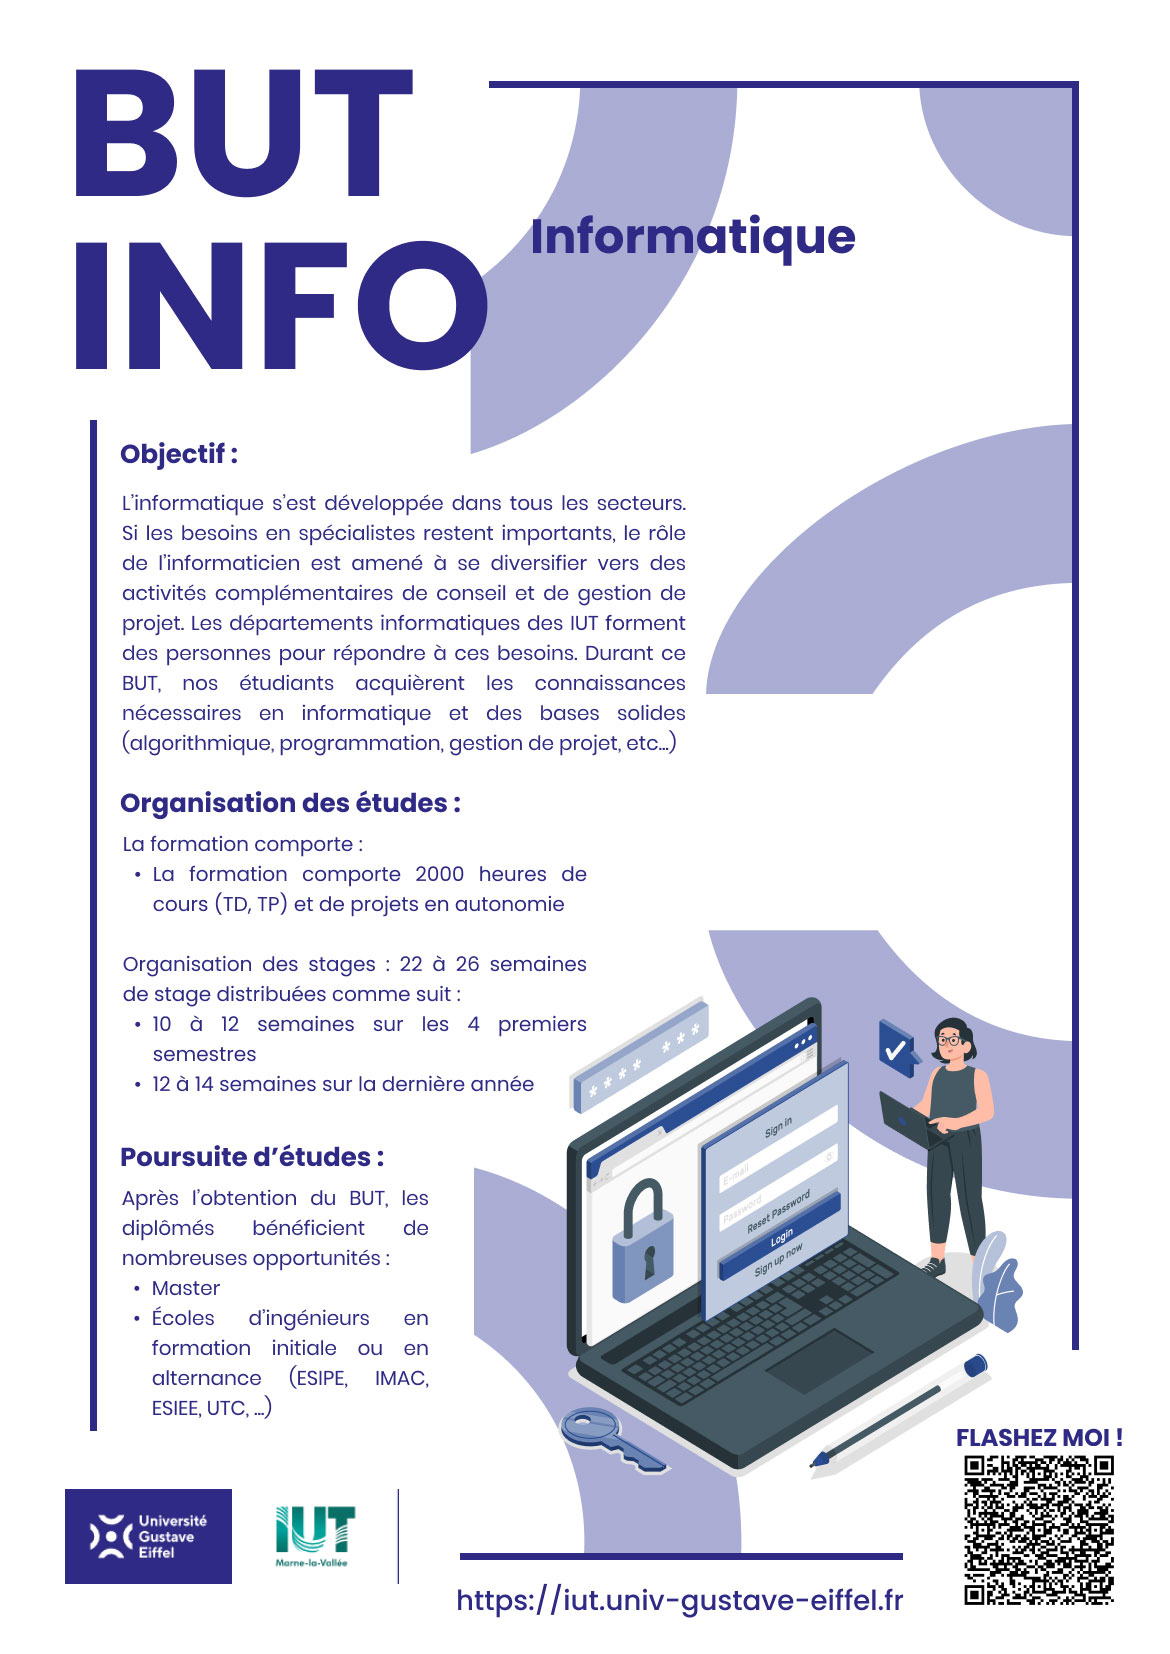 BUT
INFO
Informatique
Objectif :
L’informatique s’est développée dans tous les secteurs.
Si les besoins en spécialistes restent importants, le rôle
de l’informaticien est amené à se diversifier vers des
activités complémentaires de conseil et de gestion de
projet. Les départements informatiques des IUT forment
des personnes pour répondre à ces besoins. Durant ce
BUT, nos étudiants acquièrent les connaissances
nécessaires en informatique et des bases solides
(algorithmique, programmation, gestion de projet, etc...)
Organisation des études :
La formation comporte :
• La formation comporte 2000 heures de
cours (TD, TP) et de projets en autonomie
Organisation des stages : 22 à 26 semaines
de stage distribuées comme suit :
• 10 à 12 semaines sur les 4 premiers
semestres
• 12 à 14 semaines sur la dernière année
Poursuite d’études :
Après l’obtention du BUT, les
diplômés bénéficient de
nombreuses opportunités :
• Master
• Écoles d’ingénieurs en
formation initiale ou en
alternance (ESIPE, IMAC,
ESIEE, UTC, ...)
**** ***
Sign in
E-mail
Password
Reset Password
Login
Sign up now
FLASHEZ MOI !
Université
Gustave
Eiffel
IUT
Marne-la-Vallée
https://iut.univ-gustave-eiffel.fr